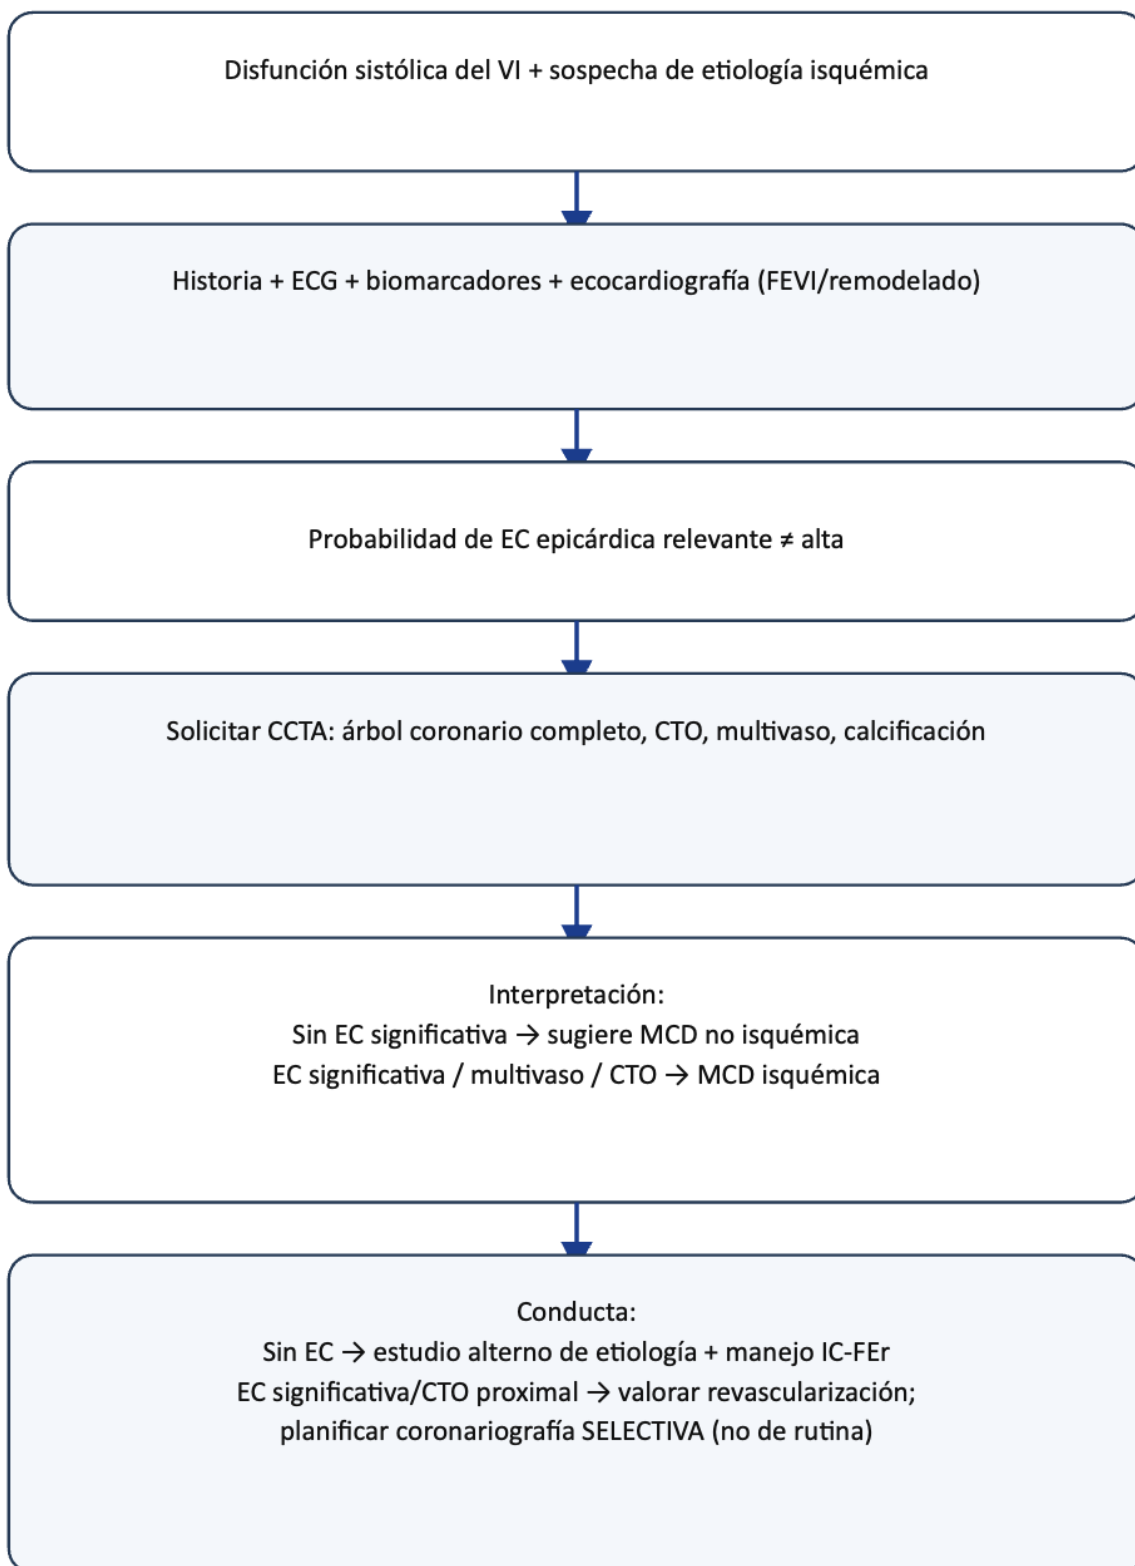 Disfunción sistólica del VI + sospecha de etiología isquémica
Historia + ECG + biomarcadores + ecocardiografía (FEVI/remodelado)
Probabilidad de EC epicárdica relevante ≠ alta
Solicitar CCTA: árbol coronario completo, CTO, multivaso, calcificación
Interpretación:
Sin EC significativa → sugiere MCD no isquémica
EC significativa / multivaso / CTO → MCD isquémica
Conducta:
Sin EC → estudio alterno de etiología + manejo IC-FEr
EC significativa/CTO proximal → valorar revascularización;
planificar coronariografía SELECTIVA (no de rutina)